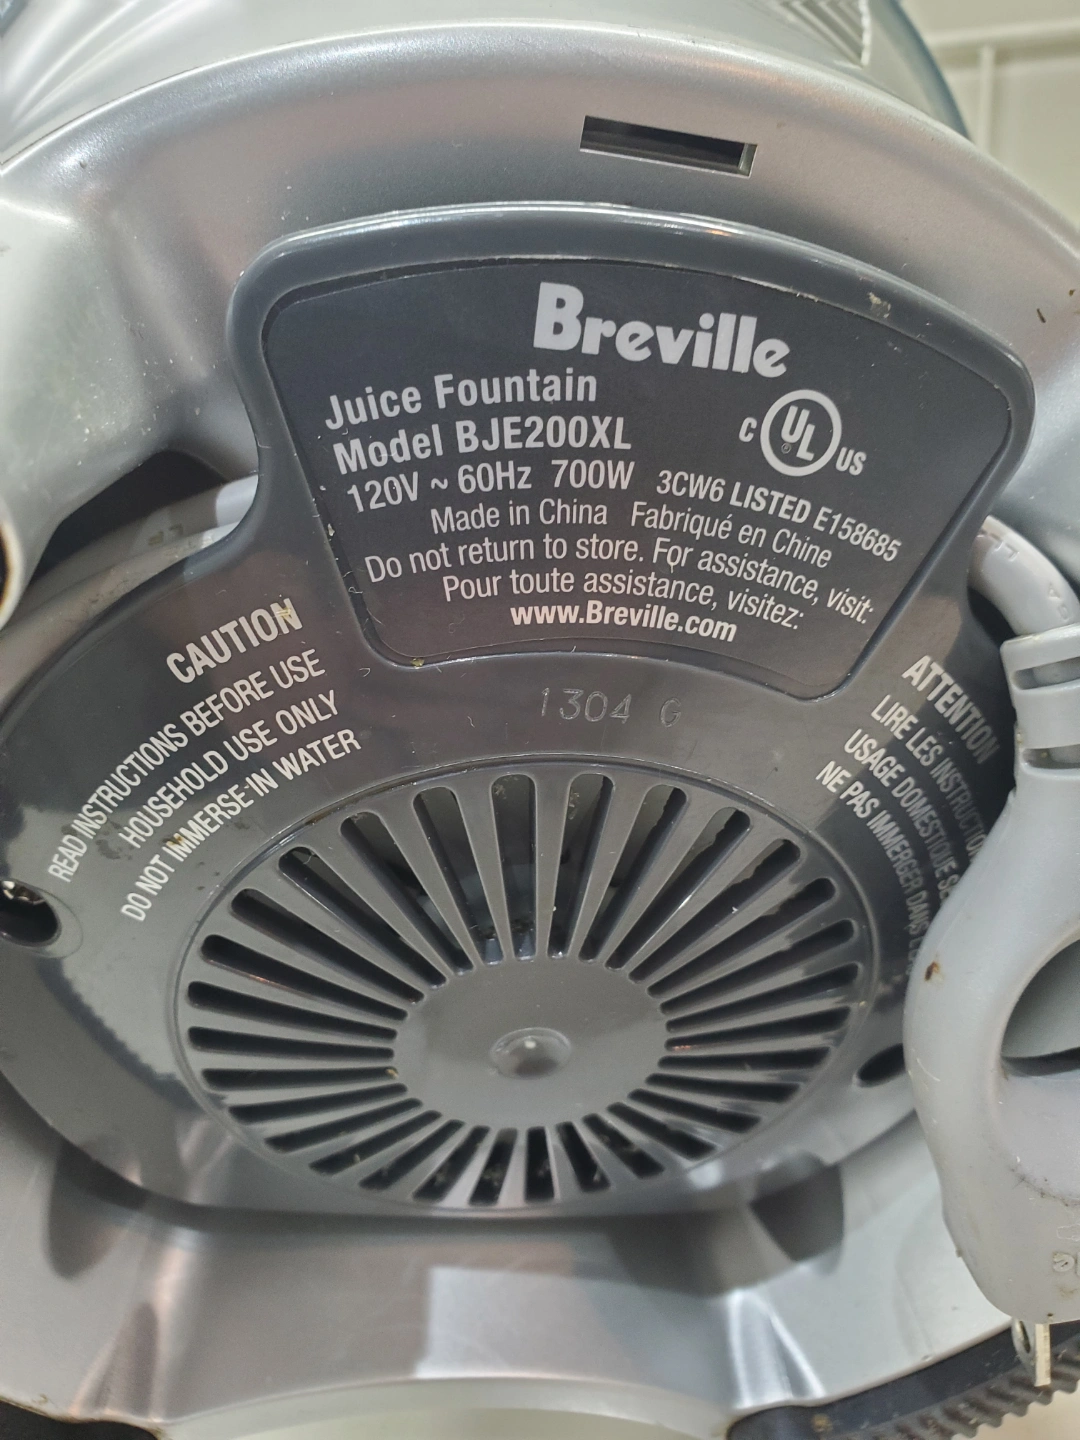 Breville
Juice Fountain
Model BJE200XL
120V ~ 60Hz 700W
C UL ® US
3CW6 LISTED E158685
Made in China Fabriqué en Chine
Do not return to store. For assistance, visit:
Pour toute assistance, visitez:
www.Breville.com
1304 G
CAUTION
READ INSTRUCTIONS BEFORE USE
HOUSEHOLD USE ONLY
DO NOT IMMERSE IN WATER
ATTENTION
LIRE LES
USAGE DOMESTIQUE
NE PAS IMMERGER DANS